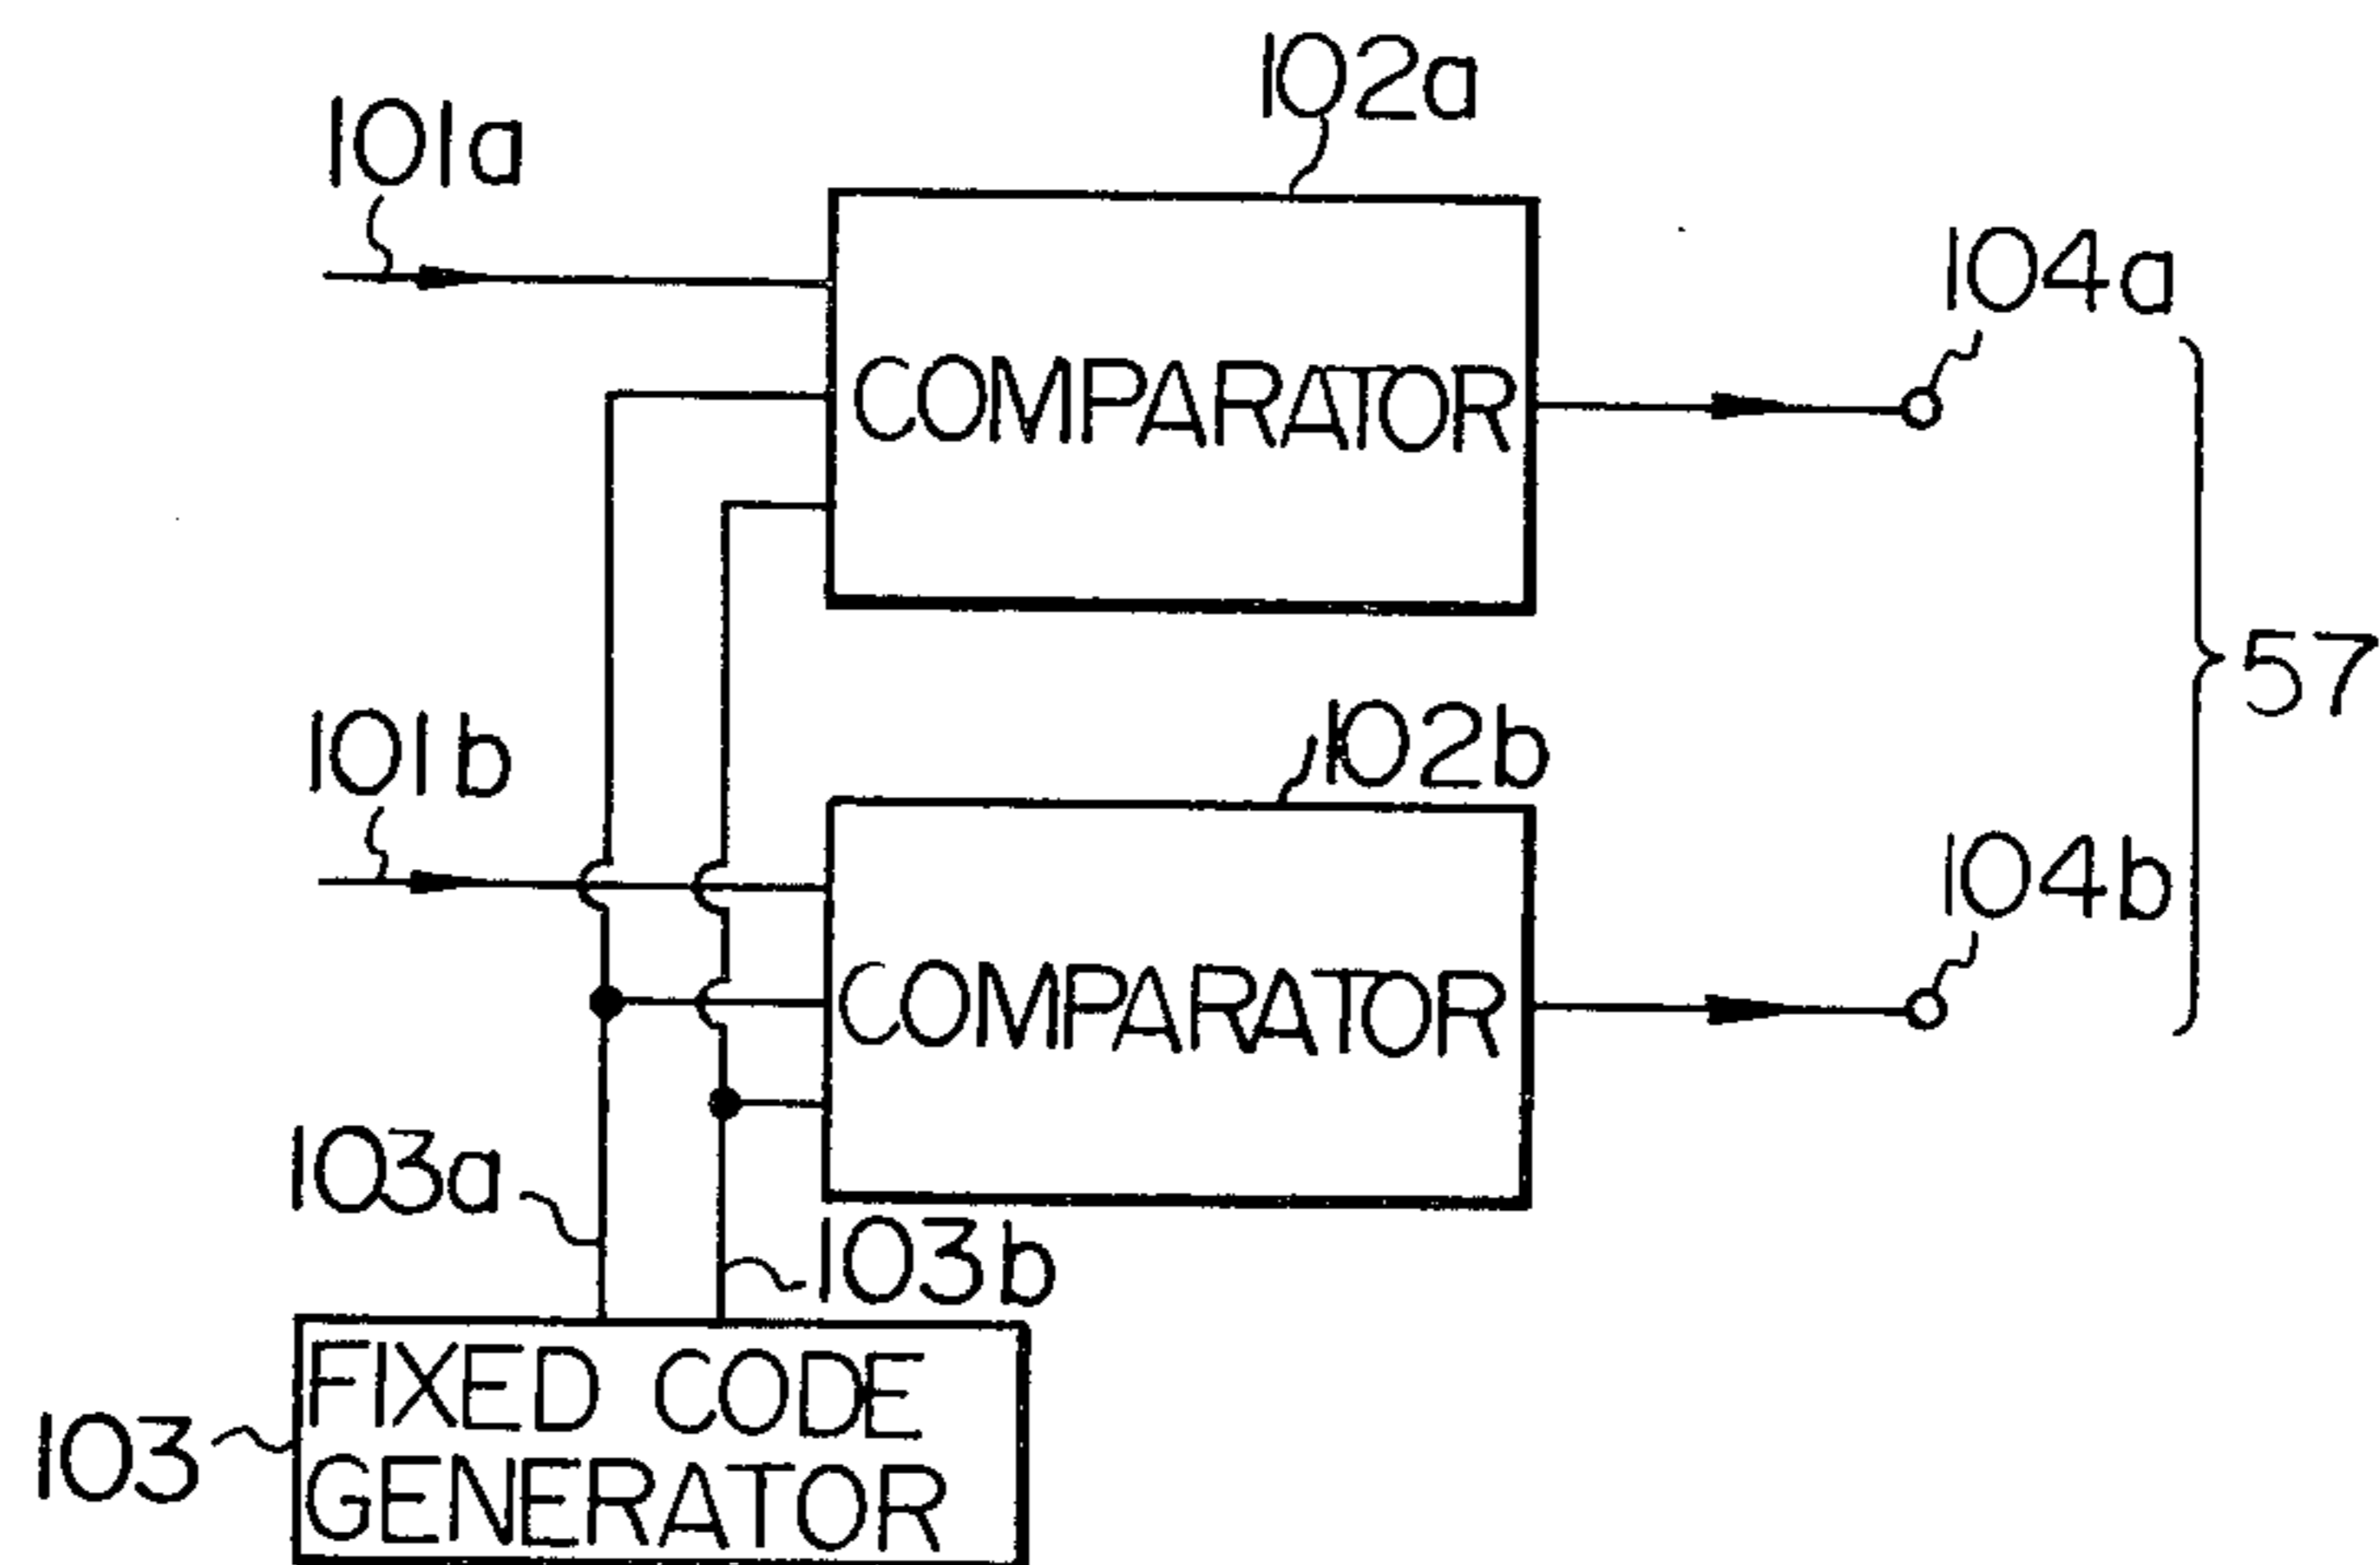 102a
101a
104a
COMPARATOR
57
102b
101b
104b
COMPARATOR
103a
103b
FIXED CODE
GENERATOR
103